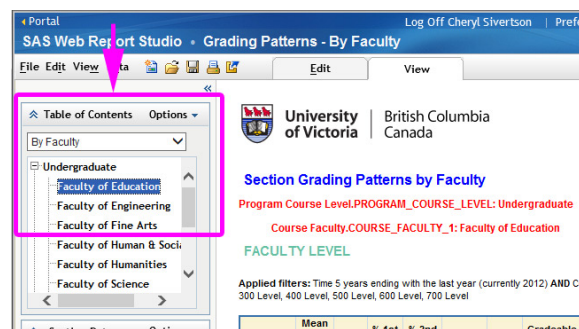 Portal
Log Off Cheryl Sivertson | Pref
SAS Web Report Studio • Grading Patterns - By Faculty
File Edit View ta
Edit
View
Table of Contents Options
By Faculty
Undergraduate
Faculty of Education
Faculty of Engineering
Faculty of Fine Arts
Faculty of Human & Socia
Faculty of Humanities
Faculty of Science
University of Victoria
British Columbia Canada
Section Grading Patterns by Faculty
Program Course Level.PROGRAM_COURSE_LEVEL: Undergraduate
Course Faculty.COURSE_FACULTY_1: Faculty of Education
FACULTY LEVEL
Applied filters: Time 5 years ending with the last year (currently 2012) AND C
300 Level, 400 Level, 500 Level, 600 Level, 700 Level
Mean